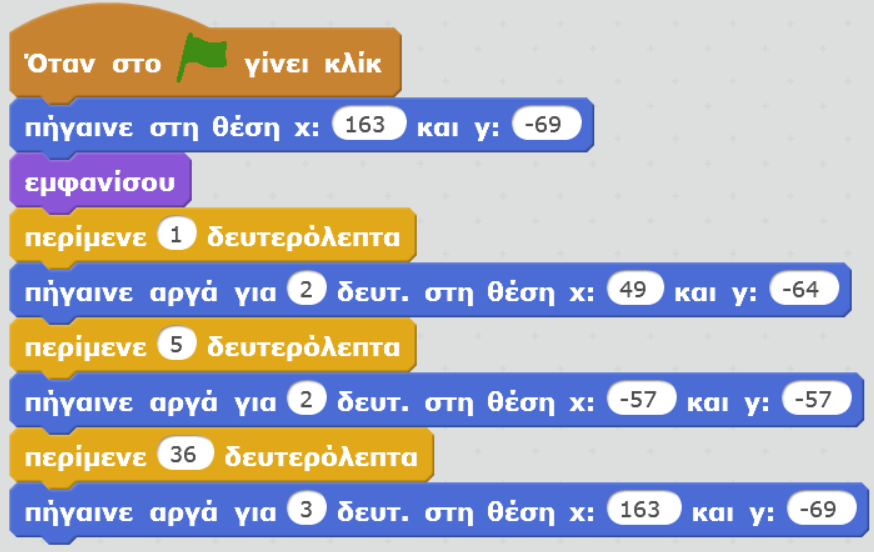 Όταν στο γίνει κλίκ
πήγαινε στη θέση x: 163 και y: -69
εμφανίσου
περίμενε 1 δευτερόλεπτα
πήγαινε αργά για 2 δευτ. στη θέση x: 49 και y: -64
περίμενε 5 δευτερόλεπτα
πήγαινε αργά για 2 δευτ. στη θέση x: -57 και y: -57
περίμενε 36 δευτερόλεπτα
πήγαινε αργά για 3 δευτ. στη θέση x: 163 και y: -69